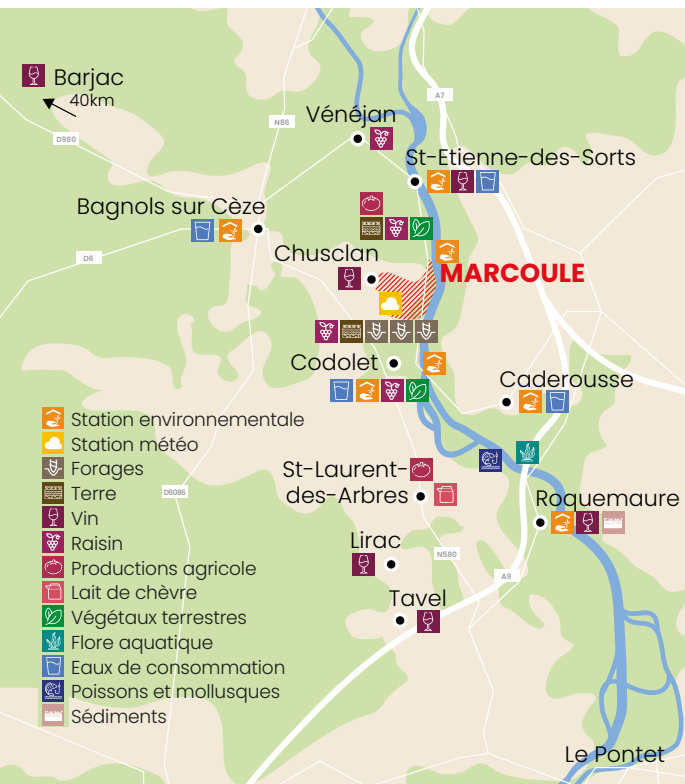 Barjac
40km
A7
Vénéjan
N86
D980
St-Etienne-des-Sorts
Bagnols sur Cèze
Chusclan
D6
MARCOULE
Codolet
Caderousse
Station environnementale
Station météo
Forages
Terre
Vin
Raisin
Productions agricole
Lait de chèvre
Végétaux terrestres
Flore aquatique
Eaux de consommation
Poissons et mollusques
Sédiments
D6086
St-Laurent-
des-Arbres
Roquemaure
Lirac
N580
A9
Tavel
Le Pontet